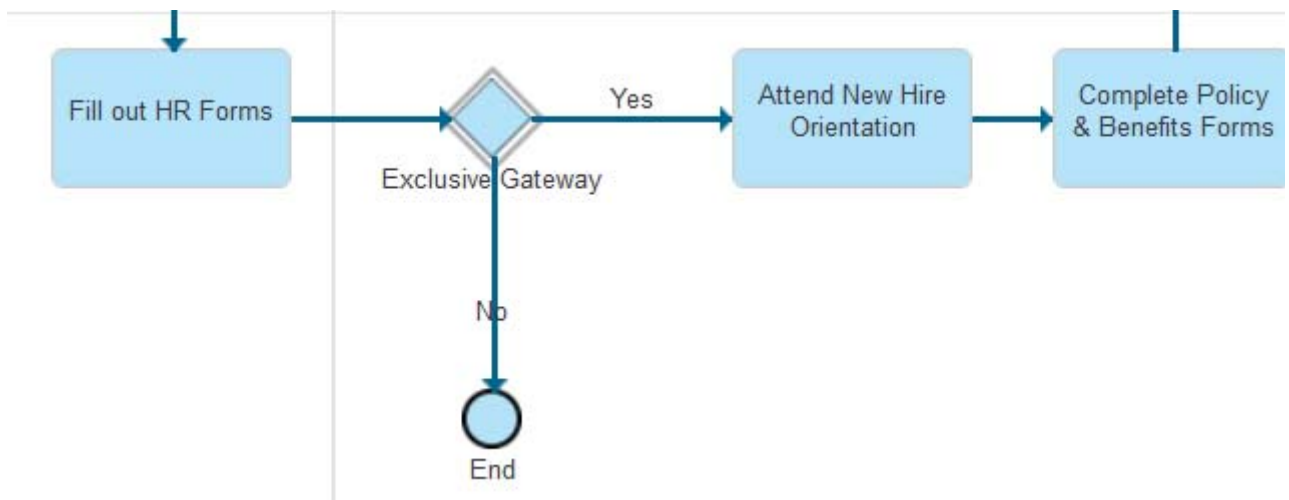 Fill out HR Forms
Yes
Attend New Hire
Orientation
Complete Policy
& Benefits Forms
Exclusive Gateway
No
End